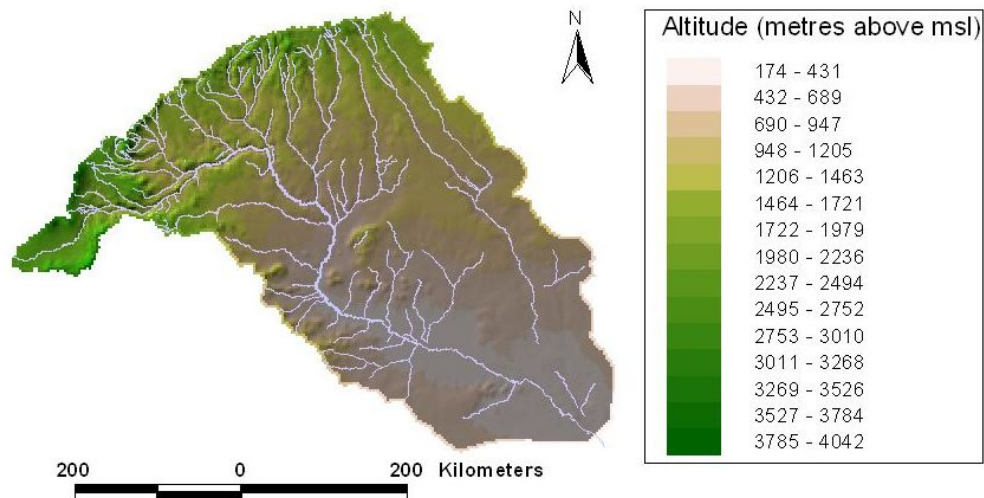 N
Altitude (metres above msl)
174 - 431
432 - 689
690 - 947
948 - 1205
1206 - 1463
1464 - 1721
1722 - 1979
1980 - 2236
2237 - 2494
2495 - 2752
2753 - 3010
3011 - 3268
3269 - 3526
3527 - 3784
3785 - 4042
200 0 200 Kilometers